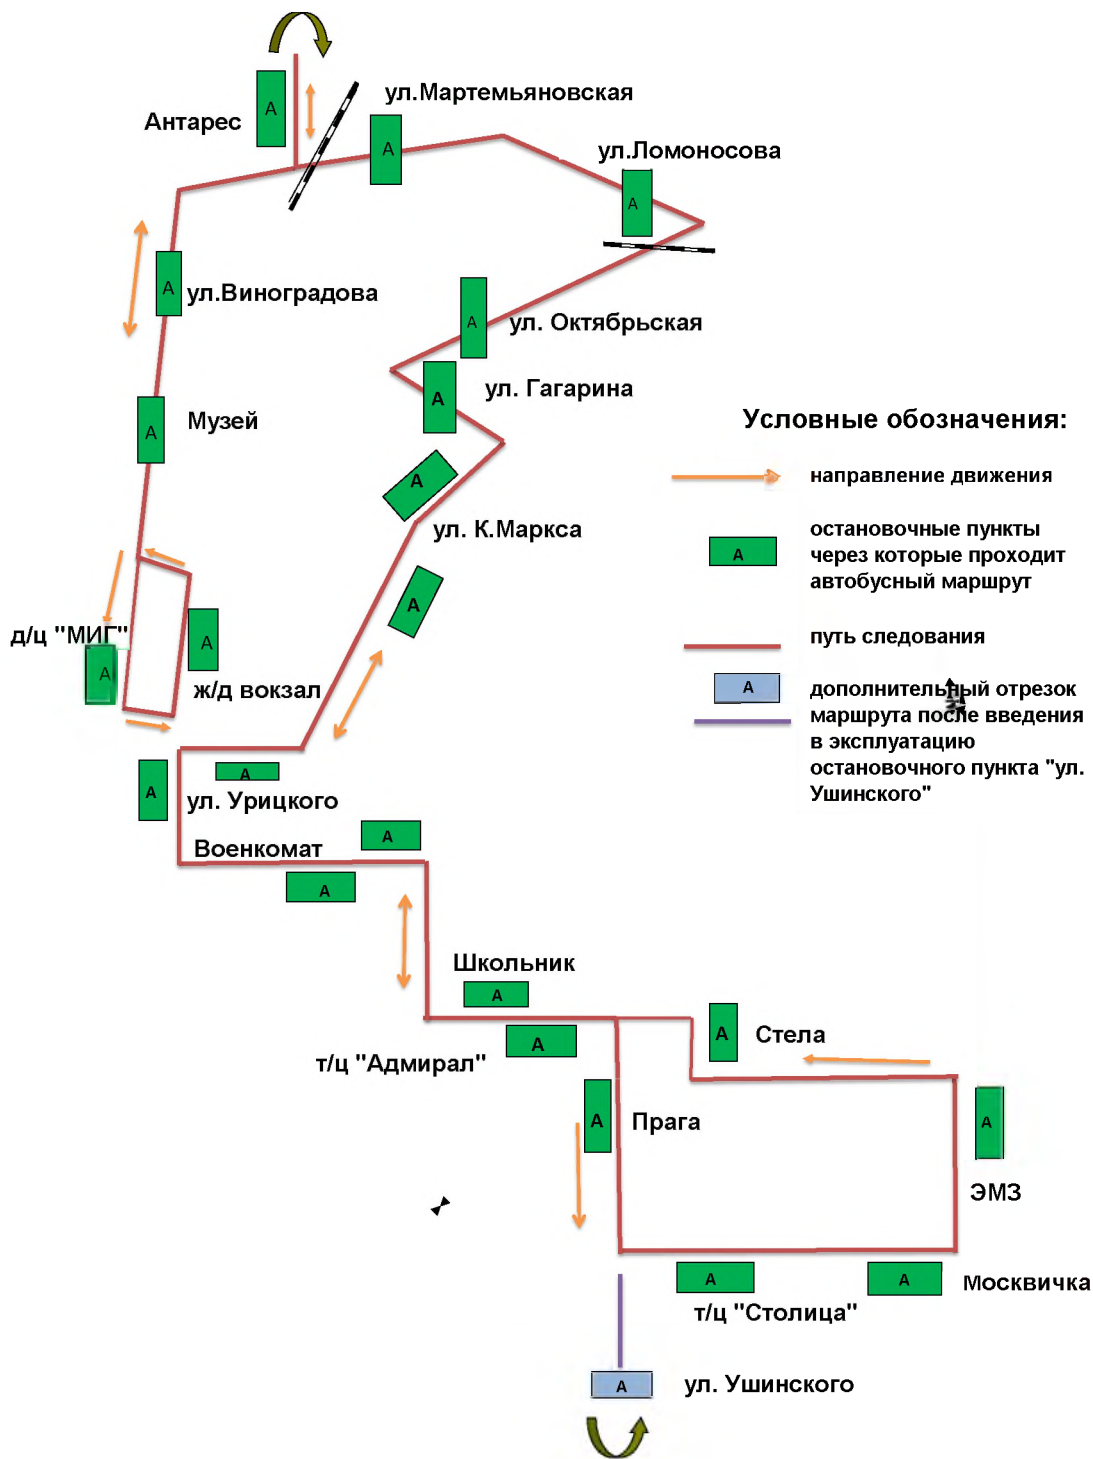 А
ул.Мартемьяновская
Антарес
А
ул.Ломоносова
А
А
ул.Виноградова
А
ул. Октябрьская
А
ул. Гагарина
Музей
А
А
ул. К.Маркса
А
Условные обозначения:
направление движения
А
остановочные пункты
через которые проходит
автобусный маршрут
путь следования
А
дополнительный отрезок
маршрута после введения
в эксплуатацию
остановочного пункта "ул.
Ушинского"
д/ц "МИГ"
А
А
ж/д вокзал
А
А
ул. Урицкого
Военкомат
А
А
Школьник
А
А
т/ц "Адмирал"
А
Стела
А
Прага
А
ЭМЗ
А
А
Москвичка
т/ц "Столица"
А
ул. Ушинского